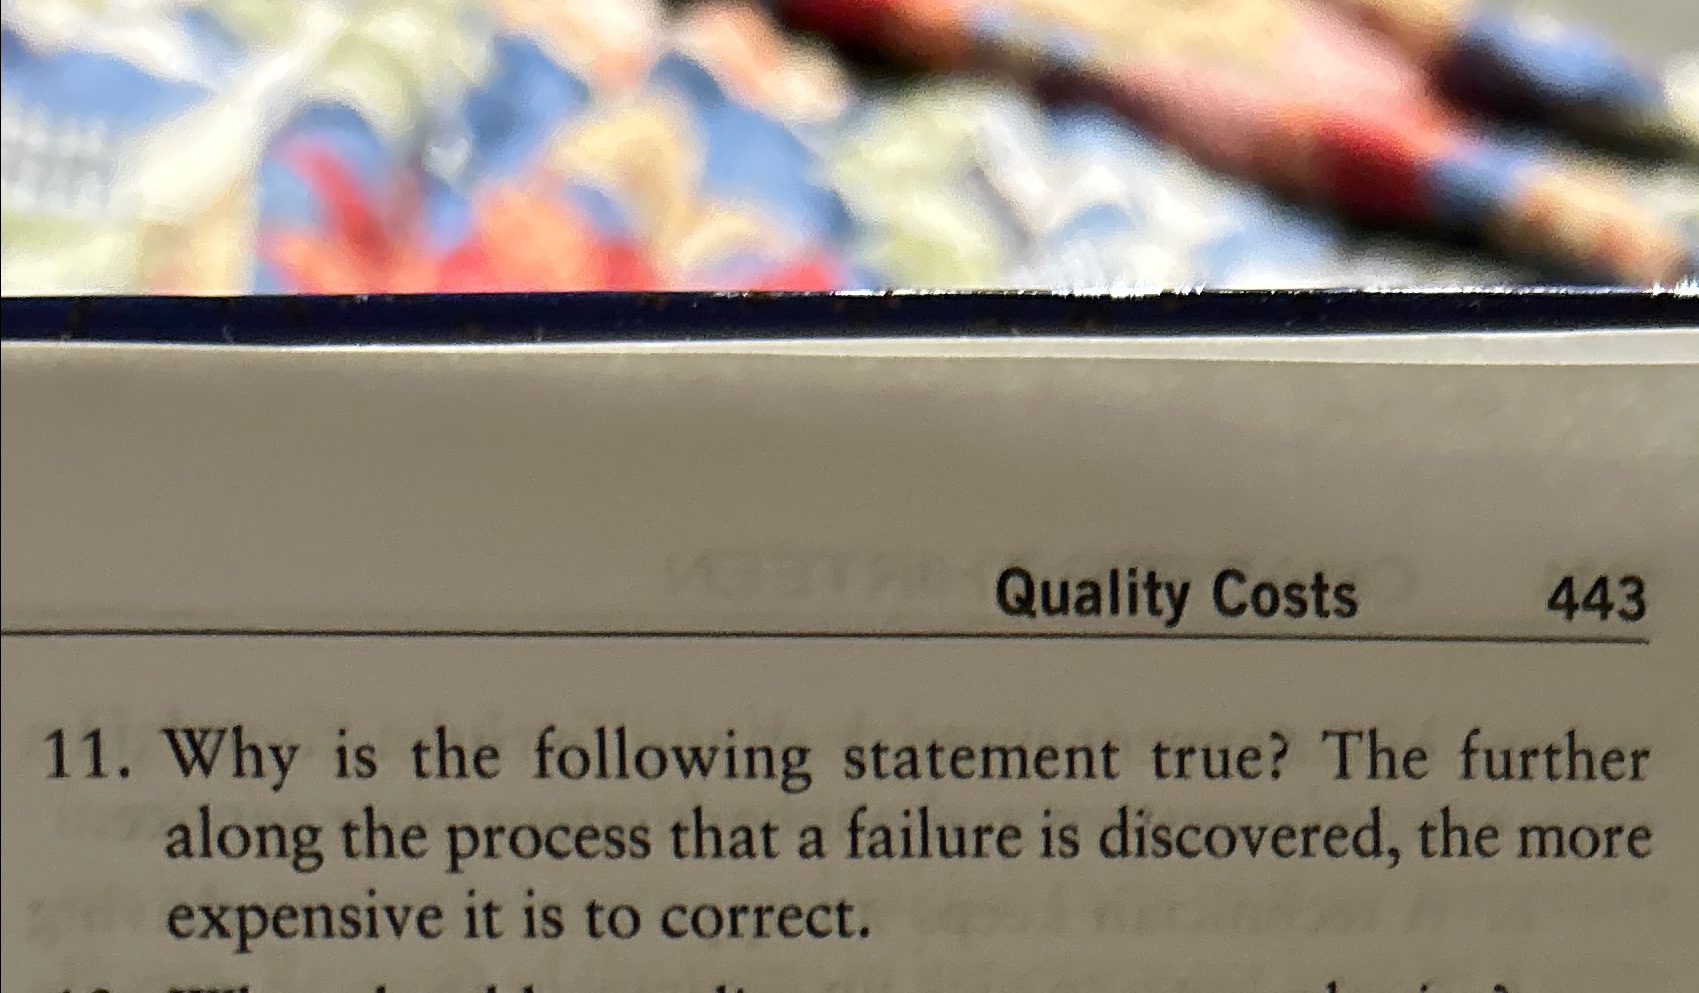 Quality Costs 443
11. Why is the following statement true? The further
along the process that a failure is discovered, the more
expensive it is to correct.